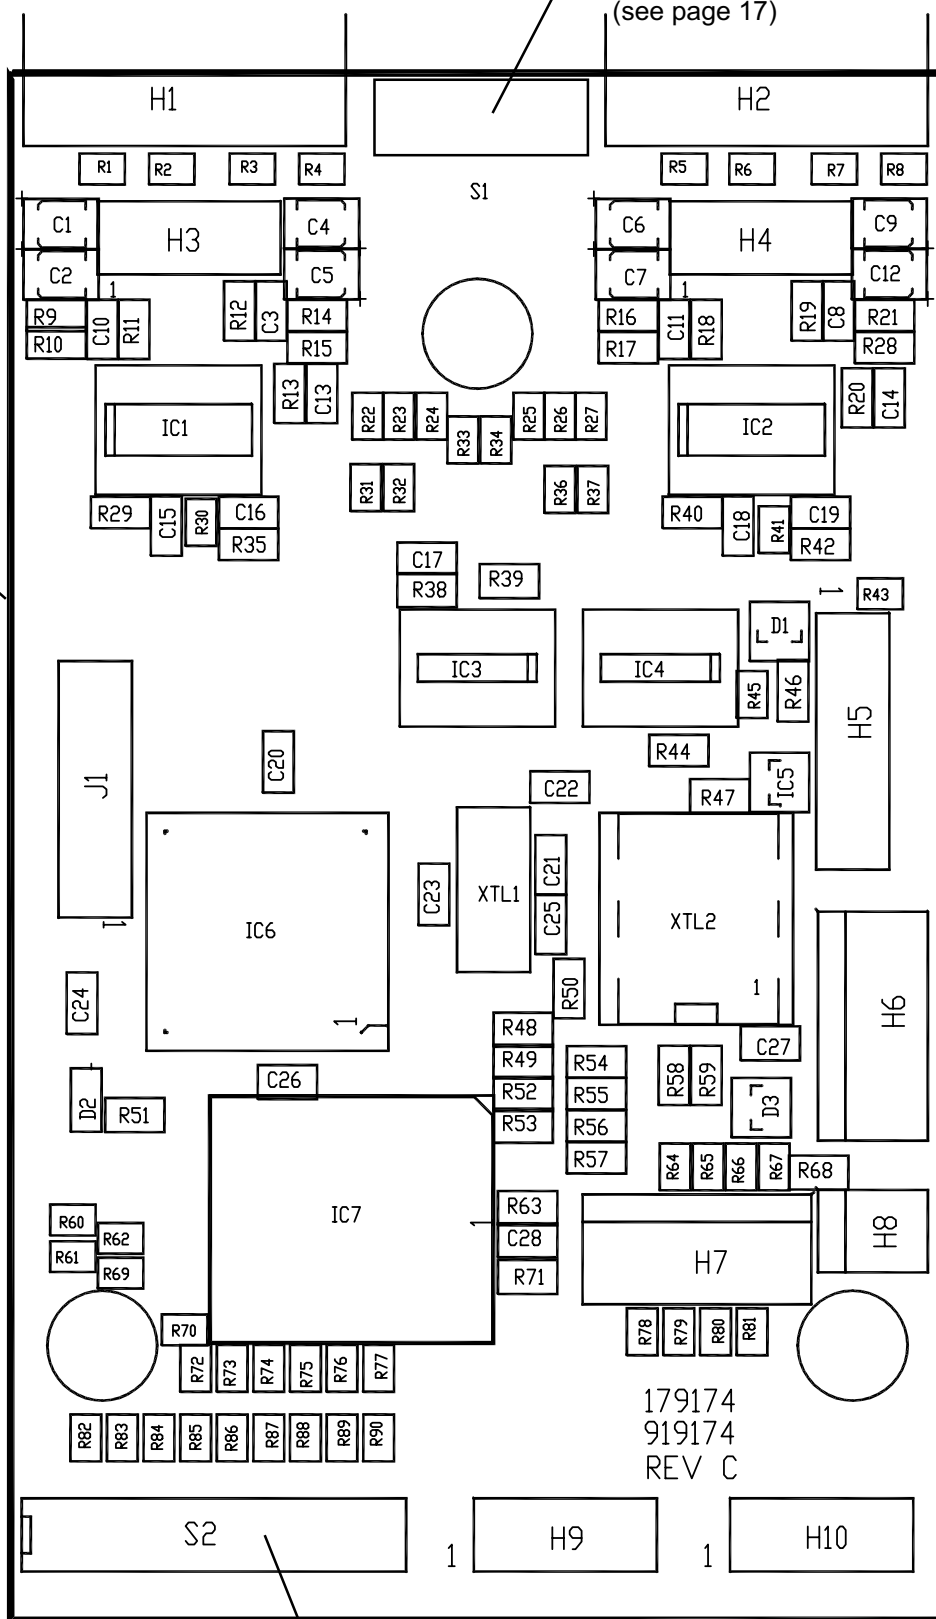 (see page 17)
H1
H2
R1 R2 R3 R4
R5 R6 R7 R8
S1
C1 H3 C4
C6 H4 C9
C2 C5
C7 C12
1
1
R9 C10 R11 R12 C3 R14
R16 C11 R18 R19 C8 R21
R10 R15
R17 R28
R13 C13
R20 C14
R22 R23 R24 R33 R34 R25 R26 R27
IC1
IC2
R31 R32 R36 R37
R29 C15 R30 C16
R35
R40 C18 R41 C19
R42
C17
R38 R39
1 R43
D1
IC3 IC4
R45 R46
H5
R44
J1
C20
C22
R47 IC5
C23 XTL1 C21
C25
XTL2
IC6
1
R50
1
H6
C24
1
R48
R49
R52
R53
R54
R55
R56
R57
R58 R59
C27
D3
C26
D2 R51
R64 R65 R66 R67 R68
IC7
1
R63
C28
R71
H7
H8
R60
R62
R61
R69
R70
R72 R73 R74 R75 R76 R77
R78 R79 R80 R81
R82 R83 R84 R85 R86 R87 R88 R89 R90
179174
919174
REV C
S2
1 H9
1 H10